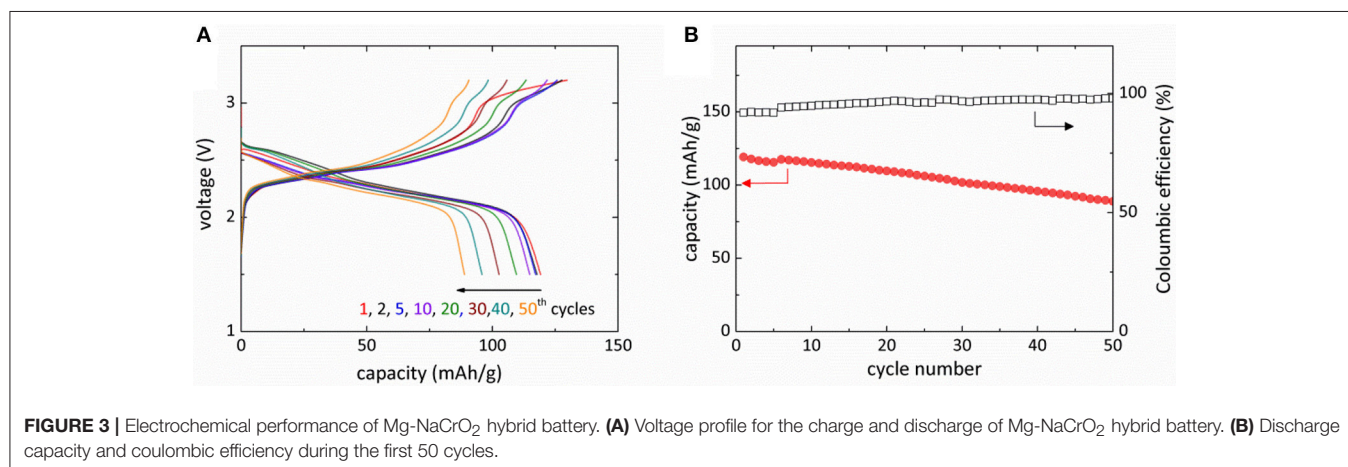 A
B
3
2
1
voltage (V)
1, 2, 5, 10, 20, 30,40, 50th cycles
0 50 100 150
capacity (mAh/g)
150
100
50
0
capacity (mAh/g)
100
50
0
Coloumbic efficiency (%)
0 10 20 30 40 50
cycle number
FIGURE 3 | Electrochemical performance of Mg-NaCrO2 hybrid battery. (A) Voltage profile for the charge and discharge of Mg-NaCrO2 hybrid battery. (B) Discharge
capacity and coulombic efficiency during the first 50 cycles.